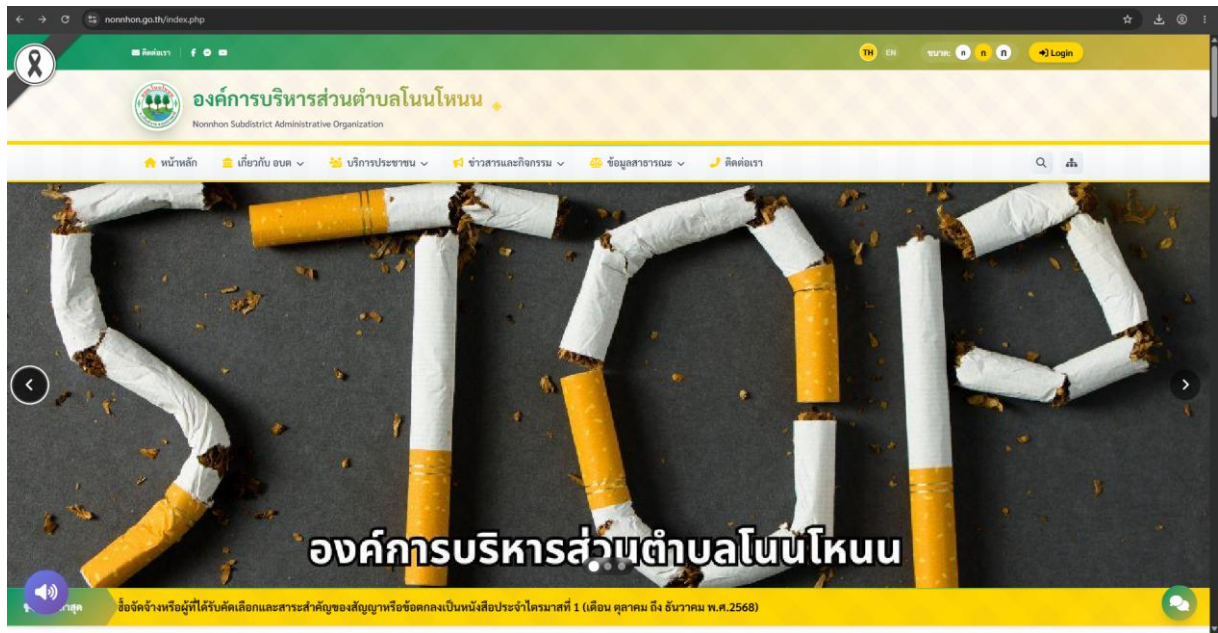 nonnhon.go.th/index.php
ติดต่อเรา
TH EN ขนาด: ก ก ก Login
องค์การบริหารส่วนตำบลโนนโหนน
Nonnhon Subdistrict Administrative Organization
หน้าหลัก เกี่ยวกับ อบต บริการประชาชน ข่าวสารและกิจกรรม ข้อมูลสาธารณะ ติดต่อเรา
STOP
องค์การบริหารส่วนตำบลโนนโหนน
าสุด ซื้อจัดจ้างหรือผู้ที่ได้รับคัดเลือกและสาระสำคัญของสัญญาหรือข้อตกลงเป็นหนังสือประจำไตรมาสที่ 1 (เดือน ตุลาคม ถึง ธันวาคม พ.ศ.2568)